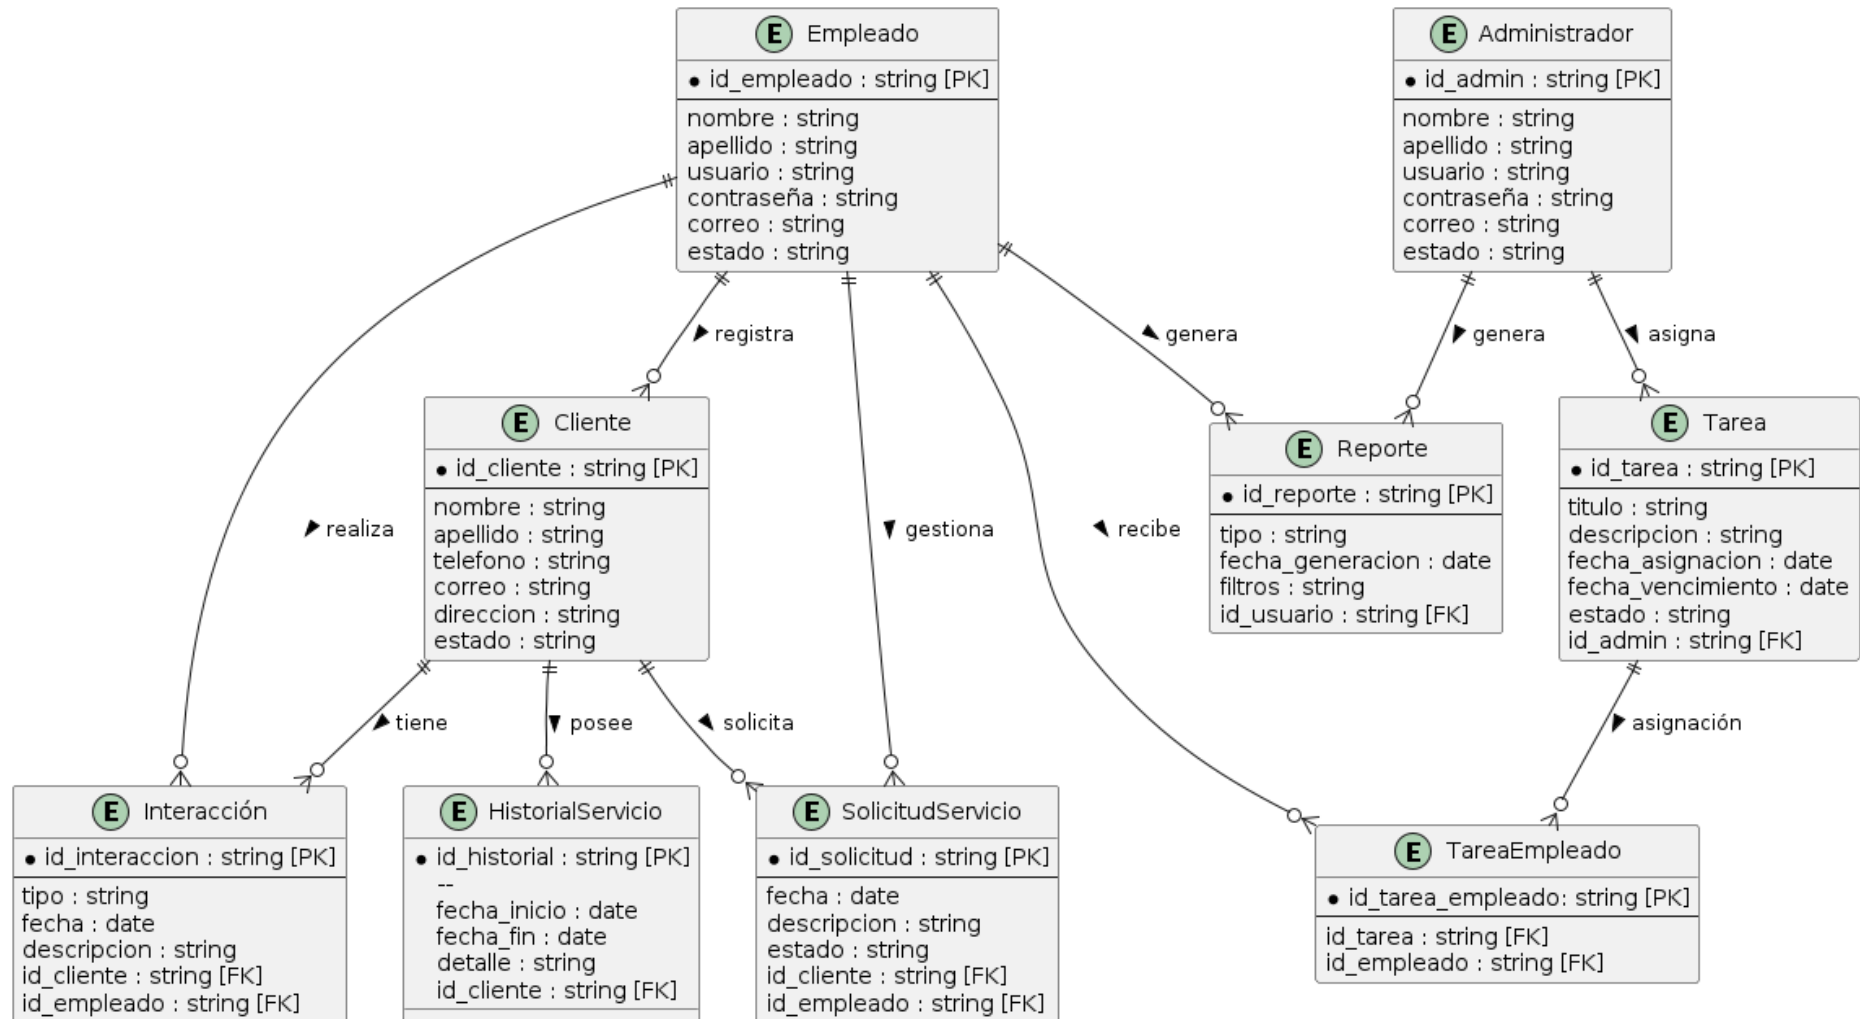 E Empleado
id_empleado : string [PK]
nombre : string
apellido : string
usuario : string
contraseña : string
correo : string
estado : string
E Administrador
id_admin : string [PK]
nombre : string
apellido : string
usuario : string
contraseña : string
correo : string
estado : string
registra
genera
genera
asigna
E Cliente
id_cliente : string [PK]
nombre : string
apellido : string
telefono : string
correo : string
direccion : string
estado : string
E Reporte
id_reporte : string [PK]
tipo : string
fecha_generacion : date
filtros : string
id_usuario : string [FK]
E Tarea
id_tarea : string [PK]
titulo : string
descripcion : string
fecha_asignacion : date
fecha_vencimiento : date
estado : string
id_admin : string [FK]
realiza
gestiona
recibe
tiene
posee
solicita
asignación
E Interacción
id_interaccion : string [PK]
tipo : string
fecha : date
descripcion : string
id_cliente : string [FK]
id_empleado : string [FK]
E HistorialServicio
id_historial : string [PK]
--
fecha_inicio : date
fecha_fin : date
detalle : string
id_cliente : string [FK]
E SolicitudServicio
id_solicitud : string [PK]
fecha : date
descripcion : string
estado : string
id_cliente : string [FK]
id_empleado : string [FK]
E TareaEmpleado
id_tarea_empleado: string [PK]
id_tarea : string [FK]
id_empleado : string [FK]